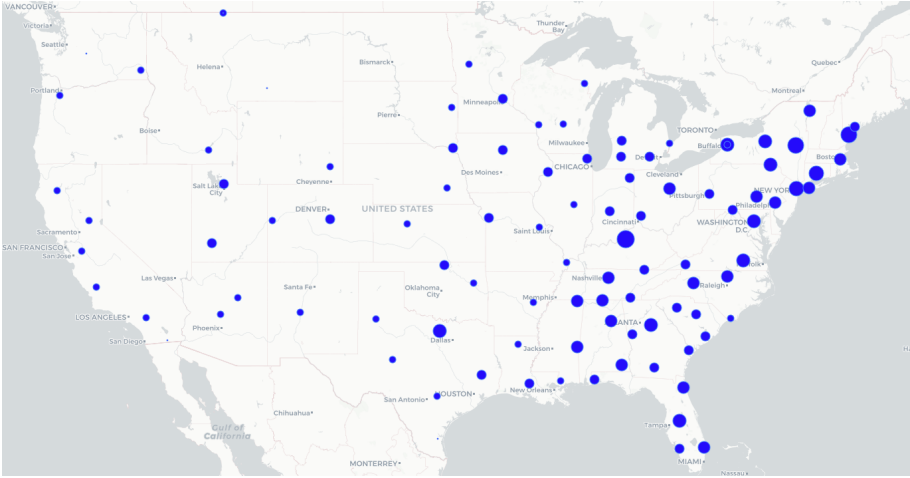 VANCOUVER•
Victoria•
Thunder
Bay
Seattle•
Quebec•
Bismarck•
Helena•
Portland•
Montreal•
Minneapolis
Pierre•
TORONTO•
Boise•
Buffalo
Milwaukee•
Boston
CHICAGO•
Des Moines•
Cleveland•
Salt Lake
City
Cheyenne•
Pittsburgh•
NEW YORK
Philadelphia
DENVER•
UNITED STATES
Cincinnati•
WASHINGTON
D.C.
Sacramento•
Saint Louis•
SAN FRANCISCO•
San Jose•
Las Vegas•
Nashville
Santa Fe•
Oklahoma
City
Raleigh•
Memphis•
LOS ANGELES•
Phoenix•
San Diego•
Dallas•
Jackson•
New Orleans•
HOUSTON•
San Antonio•
Chihuahua•
Tampa•
Gulf of
California
MONTERREY•
MIAMI•
Nassau•